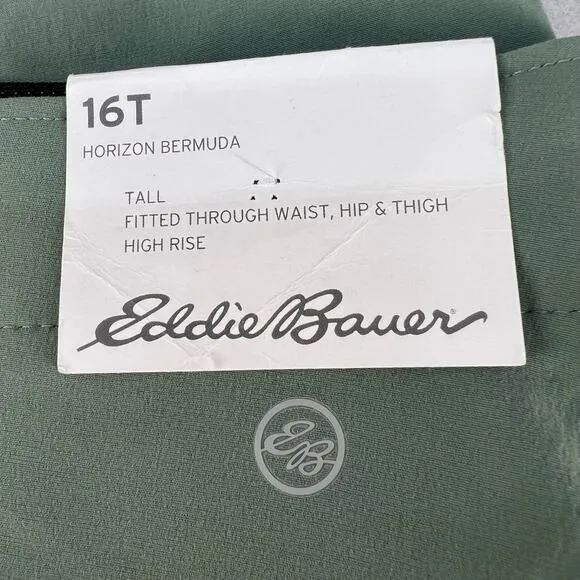 16T
HORIZON BERMUDA
TALL
FITTED THROUGH WAIST, HIP & THIGH
HIGH RISE
Eddie Bauer®
EB